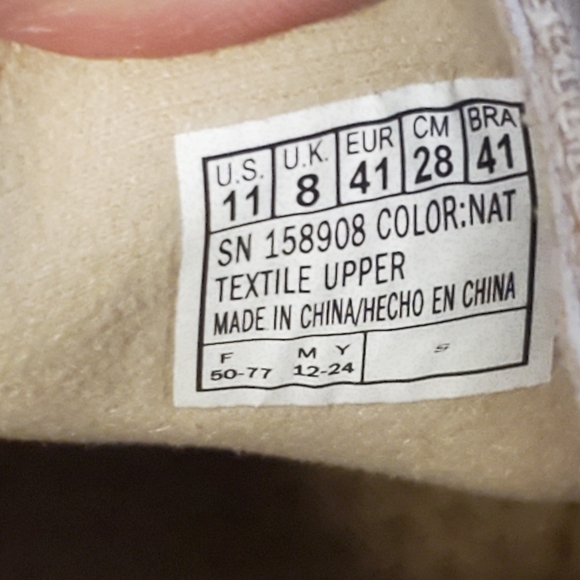 U.S. U.K. EUR CM BRA
11 8 41 28 41
SN 158908 COLOR:NAT
TEXTILE UPPER
MADE IN CHINA/HECHO EN CHINA
F M Y
50-77 12-24